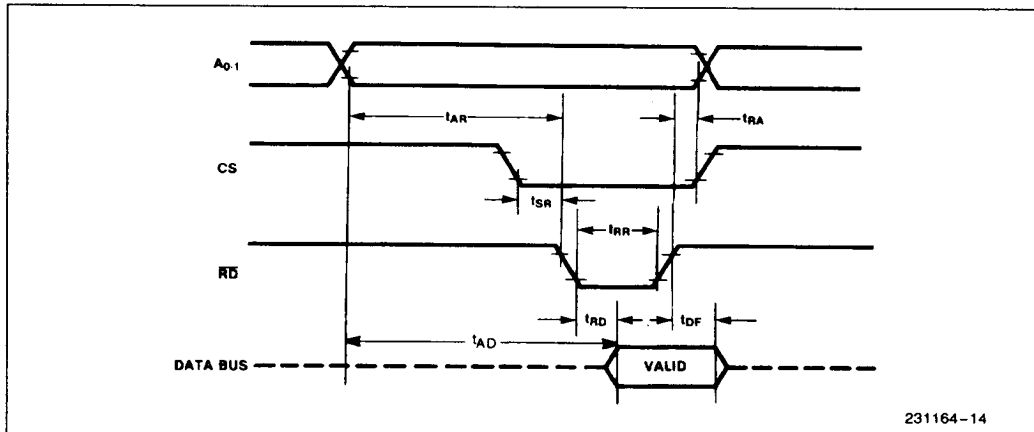 A0-1
tAR
tRA
CS
tSR
tRR
RD
tRD
tDF
tAD
DATA BUS
VALID
231164-14